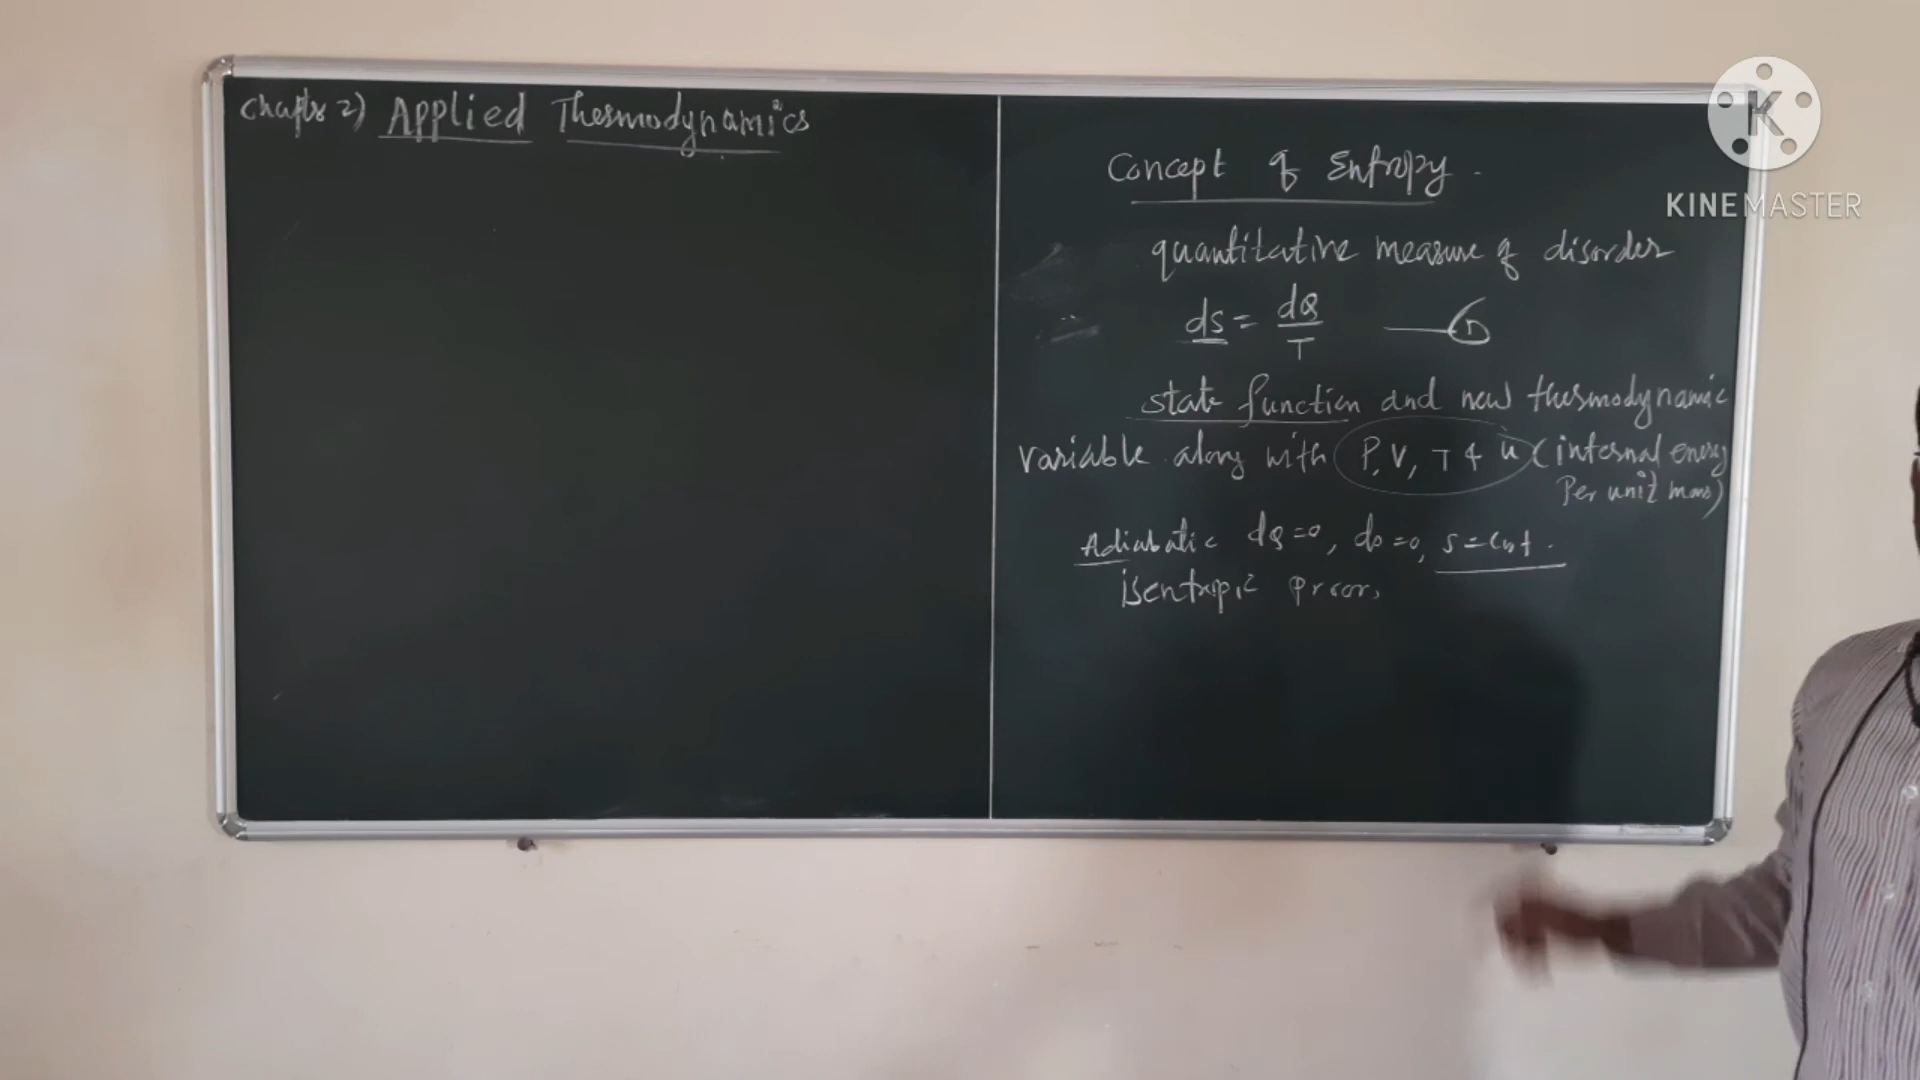 Chapter 2) Applied Thermodynamics
Concept of Entropy.
quantitative measure of disorder
ds = dQ/T — 1
state function and new thermodynamic
variable along with P, V, T & u (internal energy
Per unit mass)
Adiabatic dQ=0, ds=0, s=cnst.
isentropic process,
K
KINEMASTER